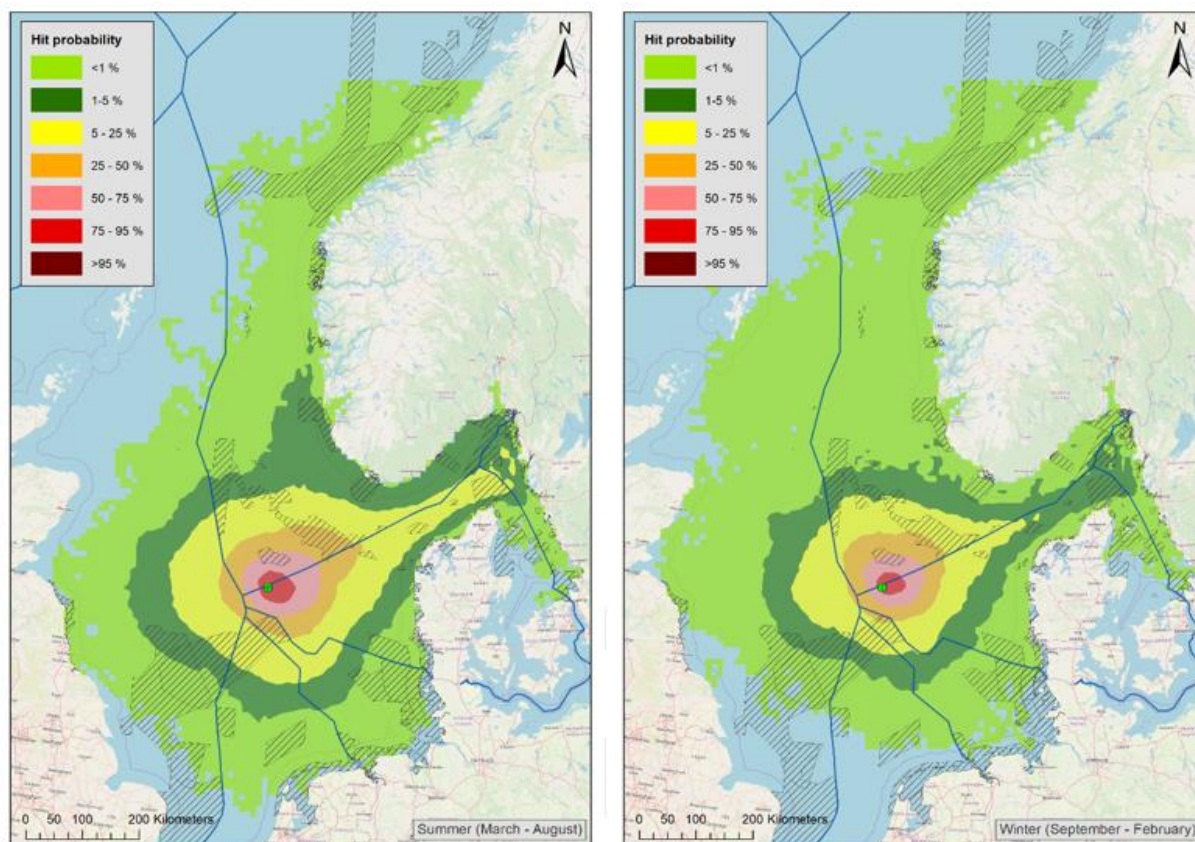 Hit probability
<1 %
1-5 %
5 - 25 %
25 - 50 %
50 - 75 %
75 - 95 %
>95 %
N
0 50 100 200 Kilometers
Summer (March - August)
Hit probability
<1 %
1-5 %
5 - 25 %
25 - 50 %
50 - 75 %
75 - 95 %
>95 %
N
0 50 100 200 Kilometers
Winter (September - February)